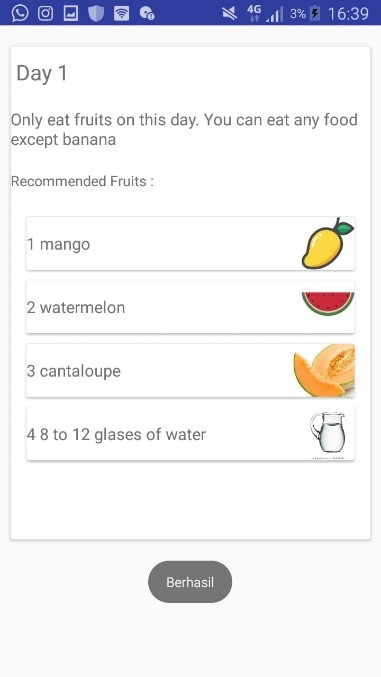 4G 3% 16:39
Day 1
Only eat fruits on this day. You can eat any food
except banana
Recommended Fruits :
1 mango
2 watermelon
3 cantaloupe
4 8 to 12 glases of water
Berhasil